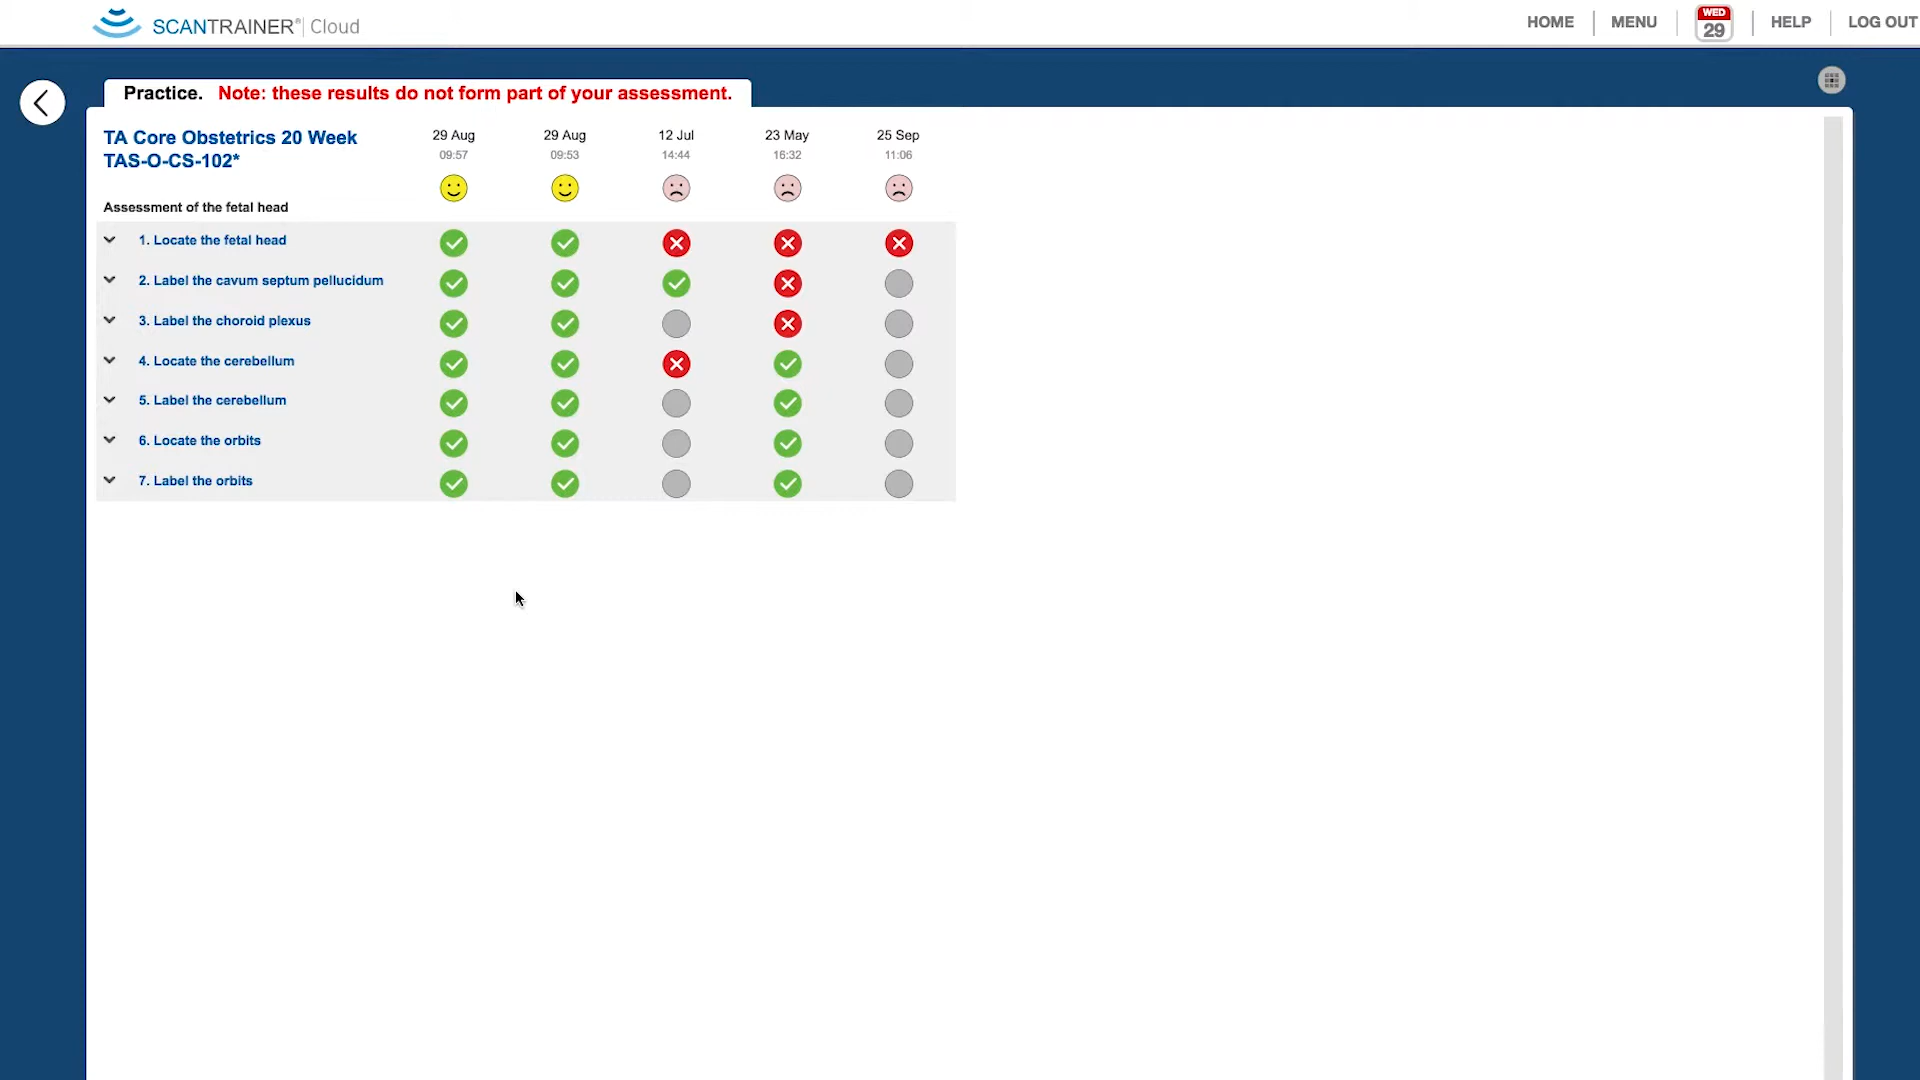 SCANTRAINER® Cloud
HOME MENU WED 29 HELP LOG OUT
Practice. Note: these results do not form part of your assessment.
TA Core Obstetrics 20 Week
TAS-O-CS-102*
29 Aug 29 Aug 12 Jul 23 May 25 Sep
09:57 09:53 14:44 16:32 11:06
Assessment of the fetal head
1. Locate the fetal head
2. Label the cavum septum pellucidum
3. Label the choroid plexus
4. Locate the cerebellum
5. Label the cerebellum
6. Locate the orbits
7. Label the orbits